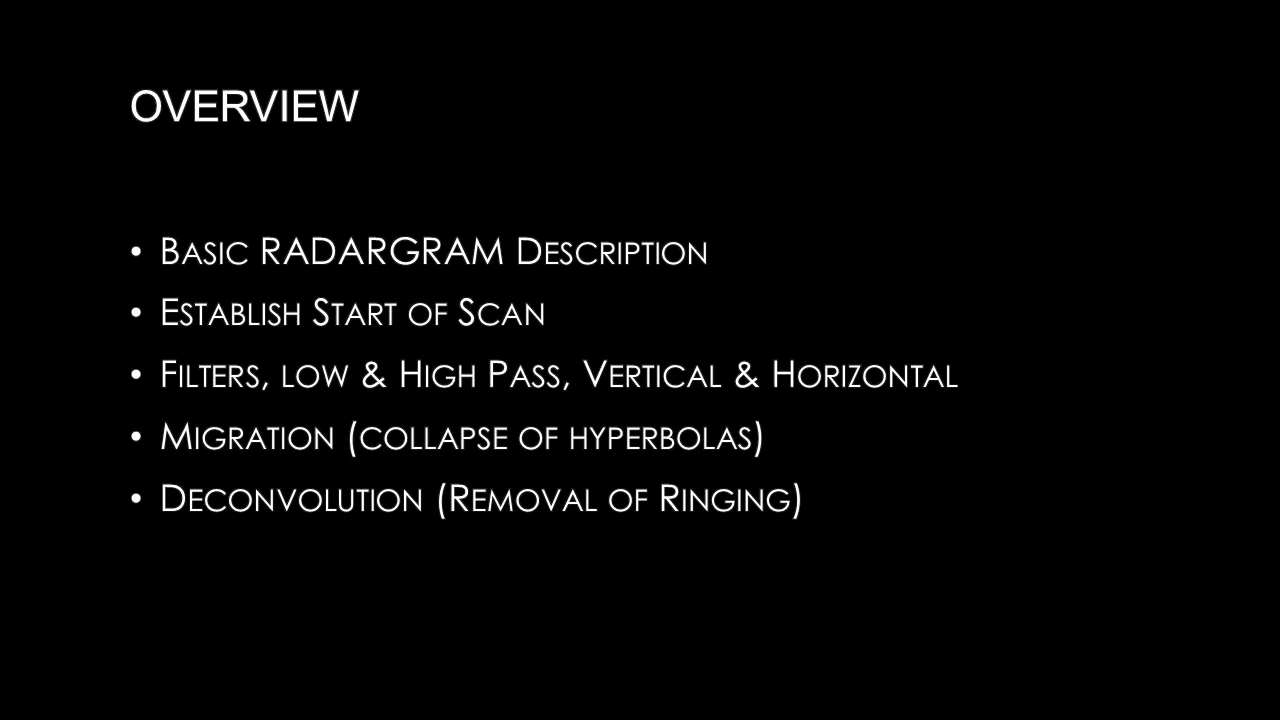 OVERVIEW
• Basic RADARGRAM Description
• Establish Start of Scan
• Filters, low & High Pass, Vertical & Horizontal
• Migration (collapse of hyperbolas)
• Deconvolution (Removal of Ringing)